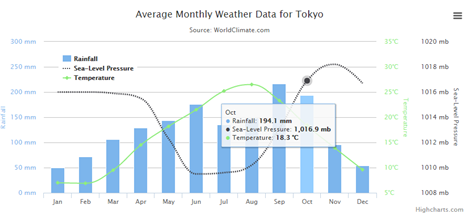 Average Monthly Weather Data for Tokyo
Source: WorldClimate.com
300 mm
250 mm
200 mm
150 mm
100 mm
50 mm
0 mm
Rainfall
Rainfall
Sea-Level Pressure
Temperature
35°C
30°C
25°C
20°C
15°C
10°C
5°C
Temperature
1020 mb
1018 mb
1016 mb
1014 mb
1012 mb
1010 mb
1008 mb
Sea-Level Pressure
Oct
Rainfall: 194.1 mm
Sea-Level Pressure: 1,016.9 mb
Temperature: 18.3 °C
Jan Feb Mar Apr May Jun Jul Aug Sep Oct Nov Dec
Highcharts.com